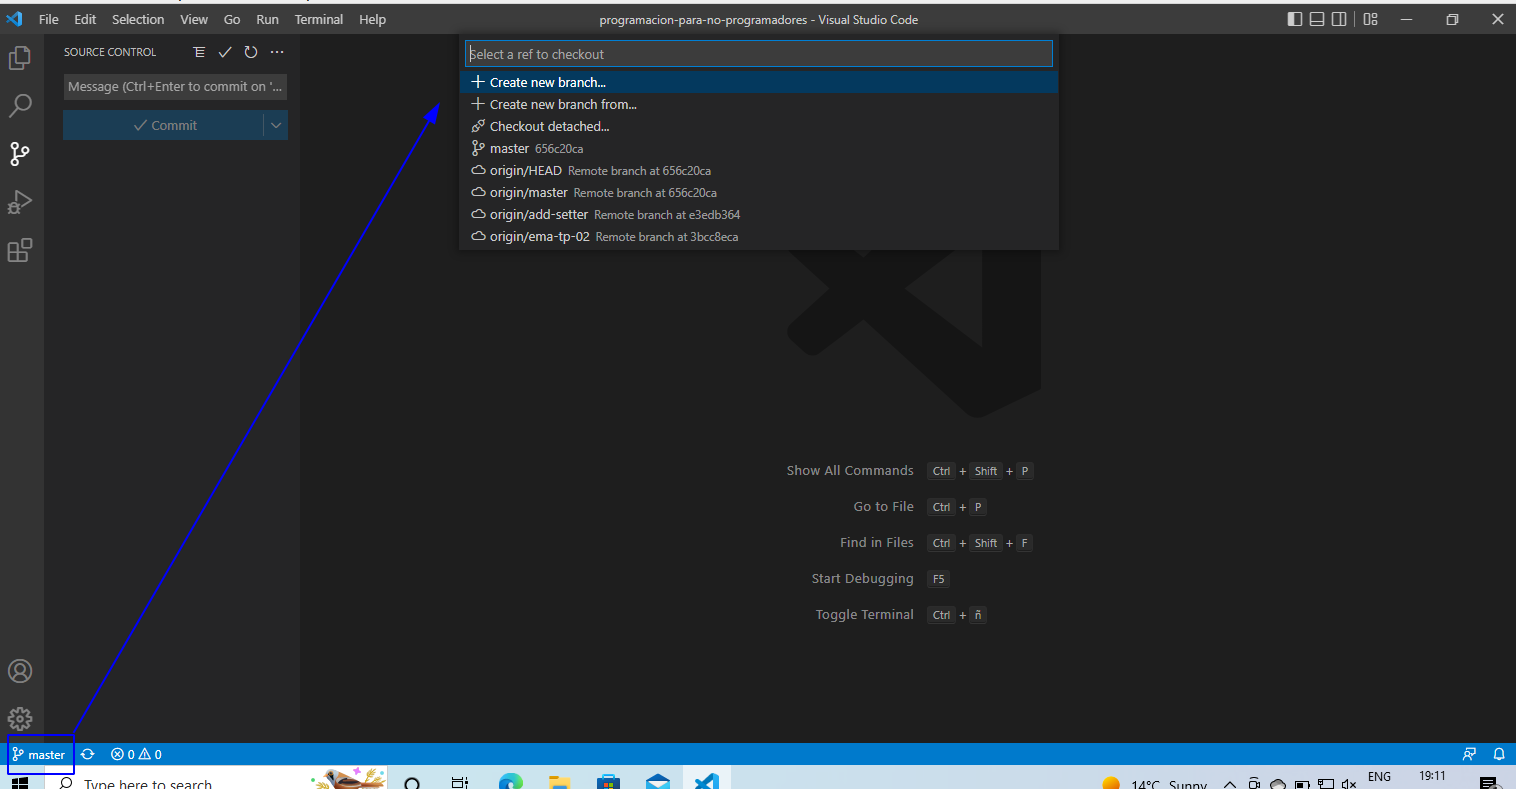 File Edit Selection View Go Run Terminal Help
programacion-para-no-programadores - Visual Studio Code
SOURCE CONTROL
Message (Ctrl+Enter to commit on '...
Commit
Select a ref to checkout
Create new branch...
Create new branch from...
Checkout detached...
master 656c20ca
origin/HEAD Remote branch at 656c20ca
origin/master Remote branch at 656c20ca
origin/add-setter Remote branch at e3edb364
origin/ema-tp-02 Remote branch at 3bcc8eca
Show All Commands Ctrl + Shift + P
Go to File Ctrl + P
Find in Files Ctrl + Shift + F
Start Debugging F5
Toggle Terminal Ctrl + ñ
master 0 0
Type here to search
14°C Sunny ENG 19:11